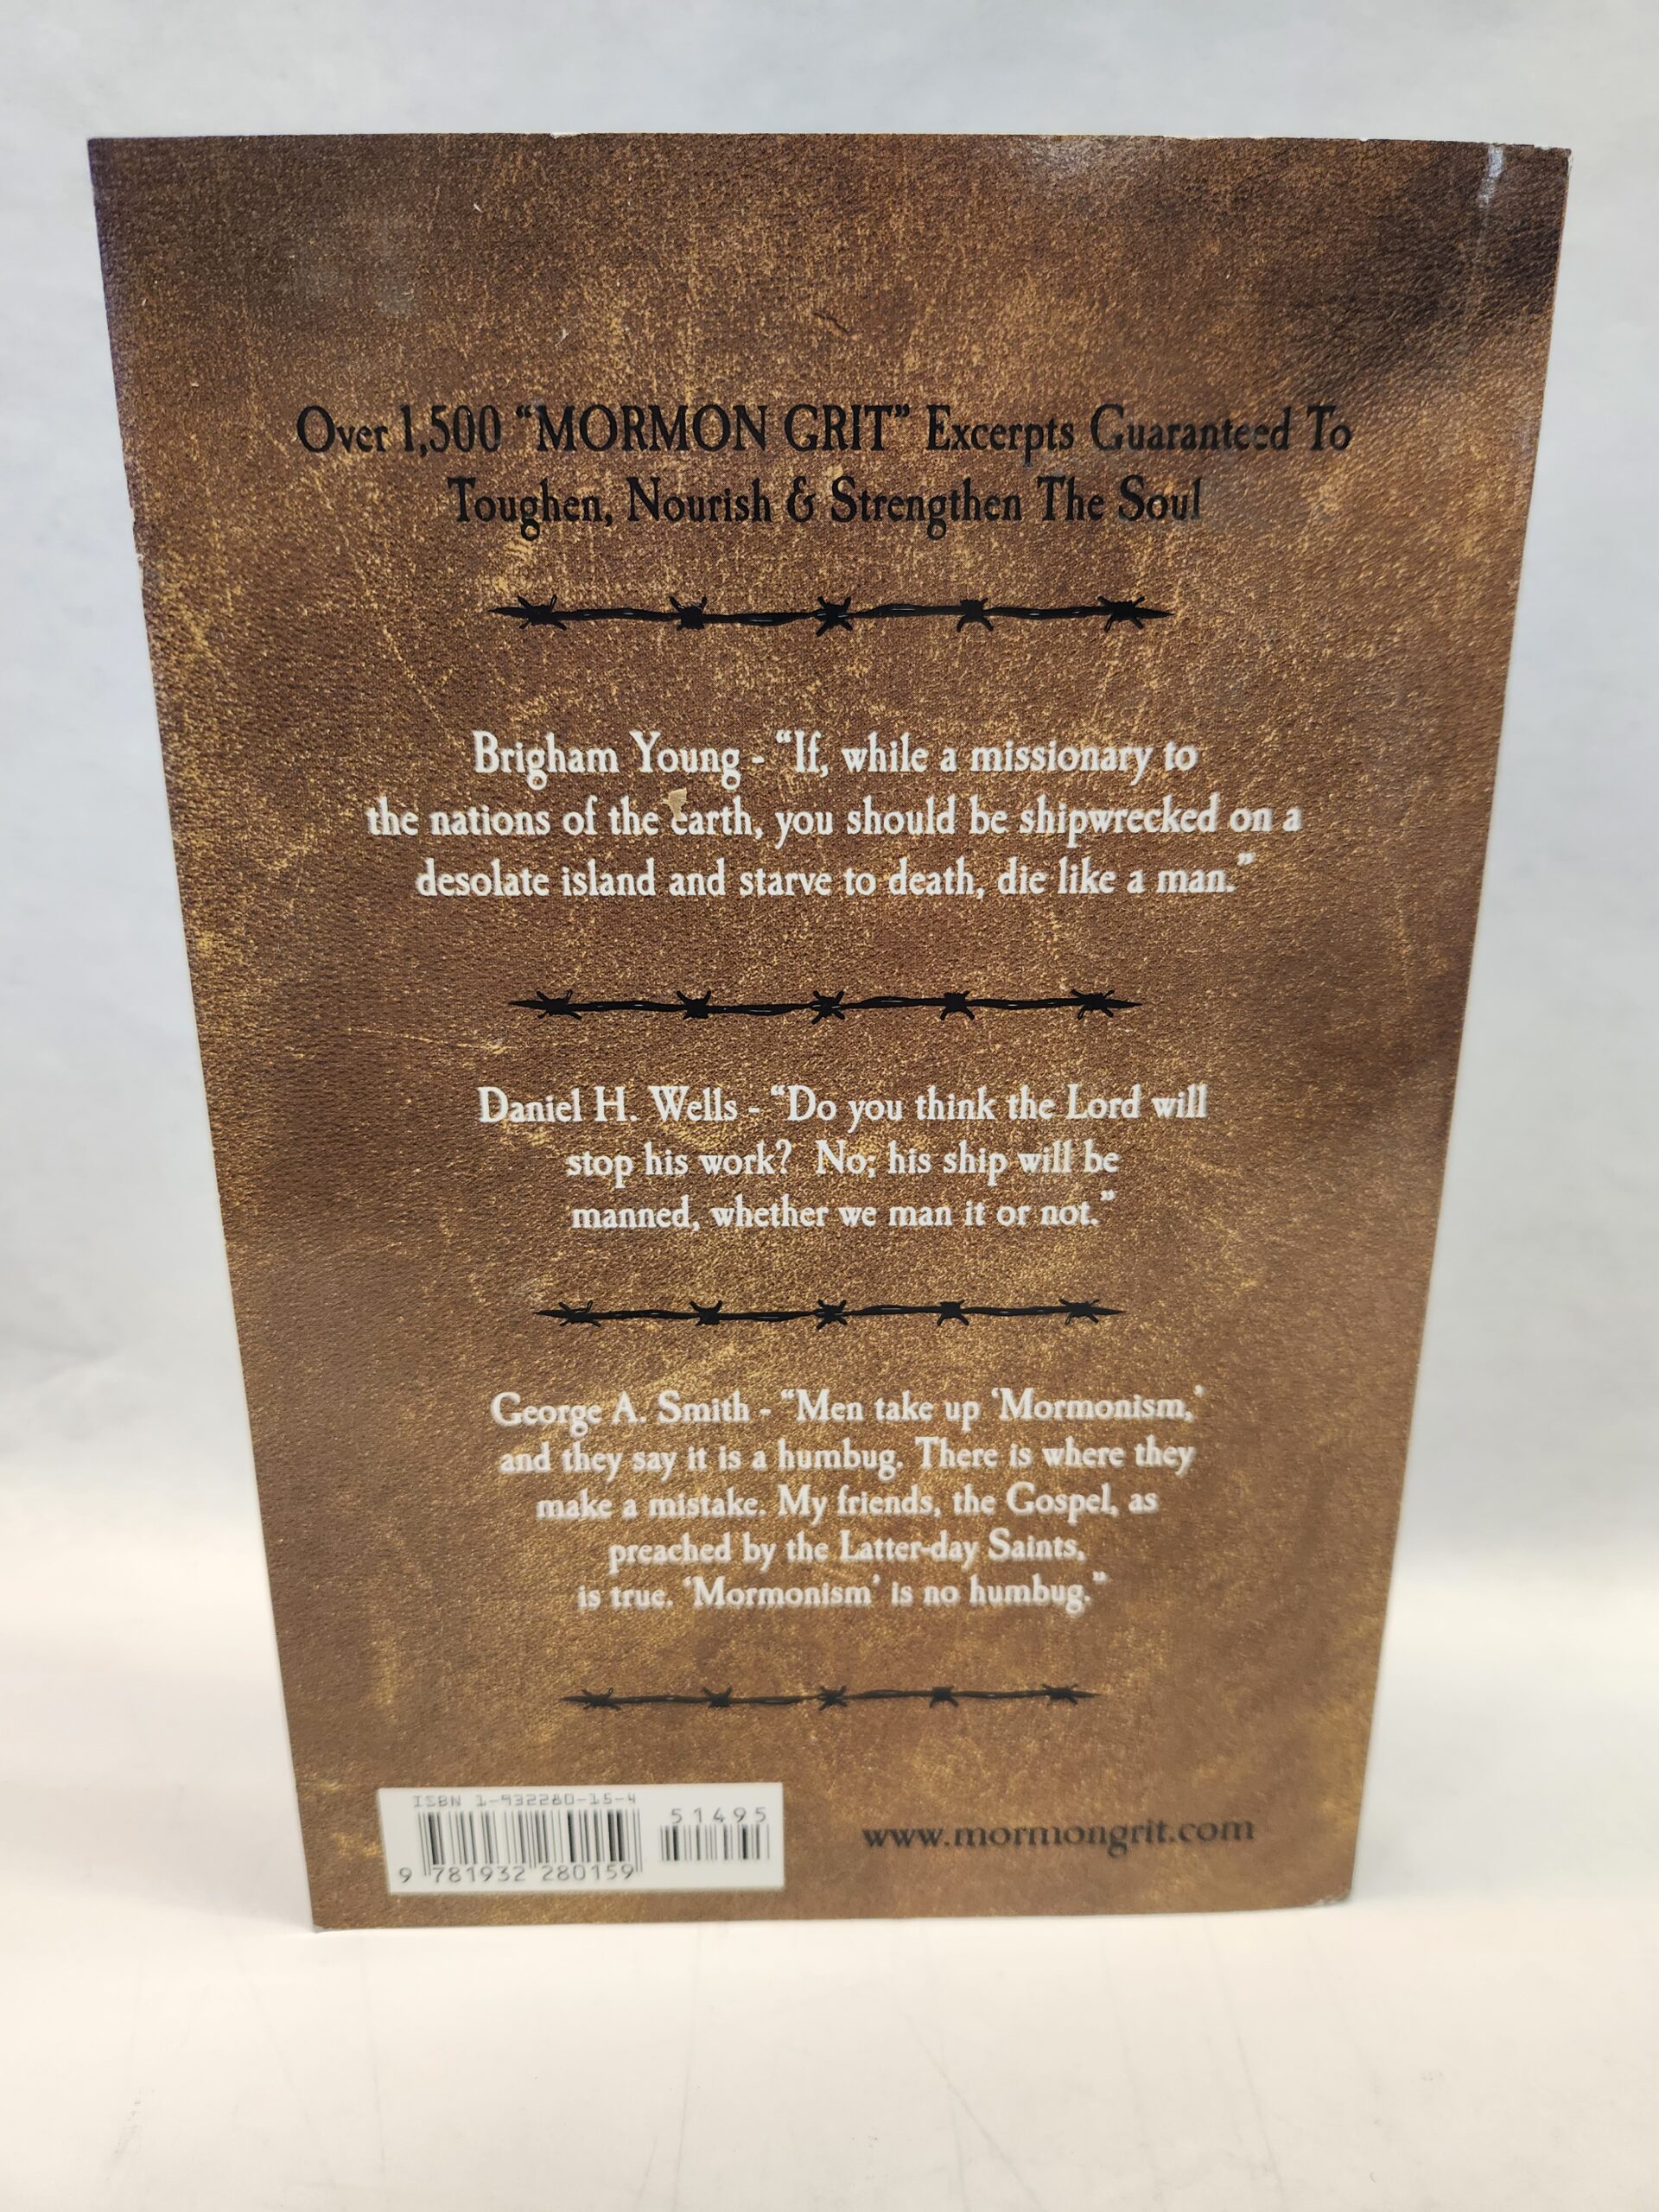 Over 1,500 “MORMON GRIT” Excerpts Guaranteed To
Toughen, Nourish & Strengthen The Soul
Brigham Young - “If, while a missionary to
the nations of the earth, you should be shipwrecked on a
desolate island and starve to death, die like a man.”
Daniel H. Wells - “Do you think the Lord will
stop his work? No; his ship will be
manned, whether we man it or not.”
George A. Smith - “Men take up ‘Mormonism,’
and they say it is a humbug. There is where they
make a mistake. My friends, the Gospel, as
preached by the Latter-day Saints,
is true. ‘Mormonism’ is no humbug.”
ISBN 1-932280-15-4
51495
9 781932 280159
www.mormongrit.com